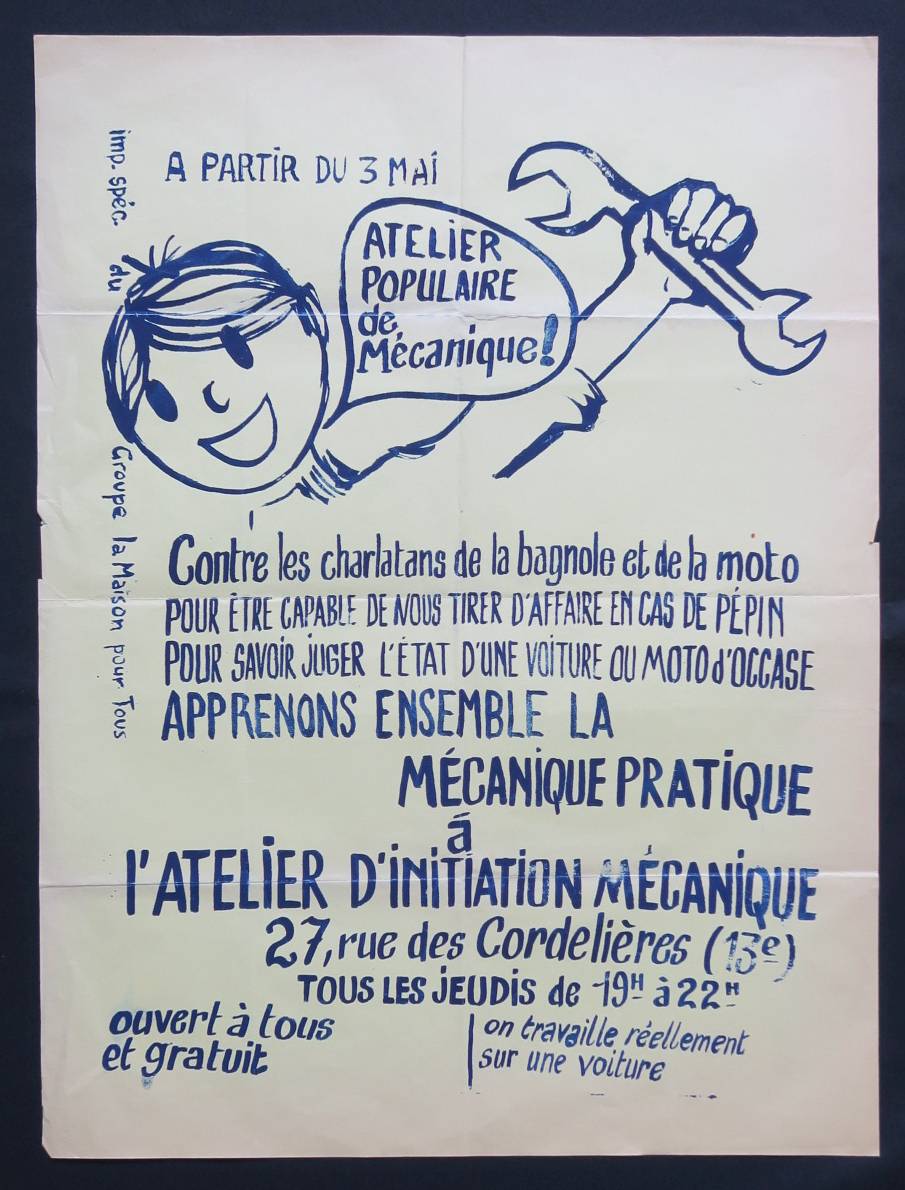 A PARTIR DU 3 MAI
ATELIER
POPULAIRE
de
Mécanique!
imp. spéc. du Groupe la Maison pour Tous
Contre les charlatans de la bagnole et de la moto
POUR ÊTRE CAPABLE DE NOUS TIRER D'AFFAIRE EN CAS DE PÉPIN
POUR SAVOIR JUGER L'ÉTAT D'UNE VOITURE OU MOTO d'OCCASE
APPRENONS ENSEMBLE LA
MÉCANIQUE PRATIQUE
à
l'ATELIER D'INITIATION MÉCANIQUE
27, rue des Cordelières (13e)
TOUS LES JEUDIS de 19H à 22H
ouvert à tous
et gratuit
on travaille réellement
sur une voiture